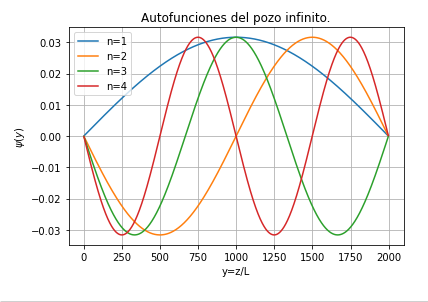 Autofunciones del pozo infinito.
n=1
n=2
n=3
n=4
0.03
0.02
0.01
0.00
−0.01
−0.02
−0.03
ψ(y)
0 250 500 750 1000 1250 1500 1750 2000
y=z/L